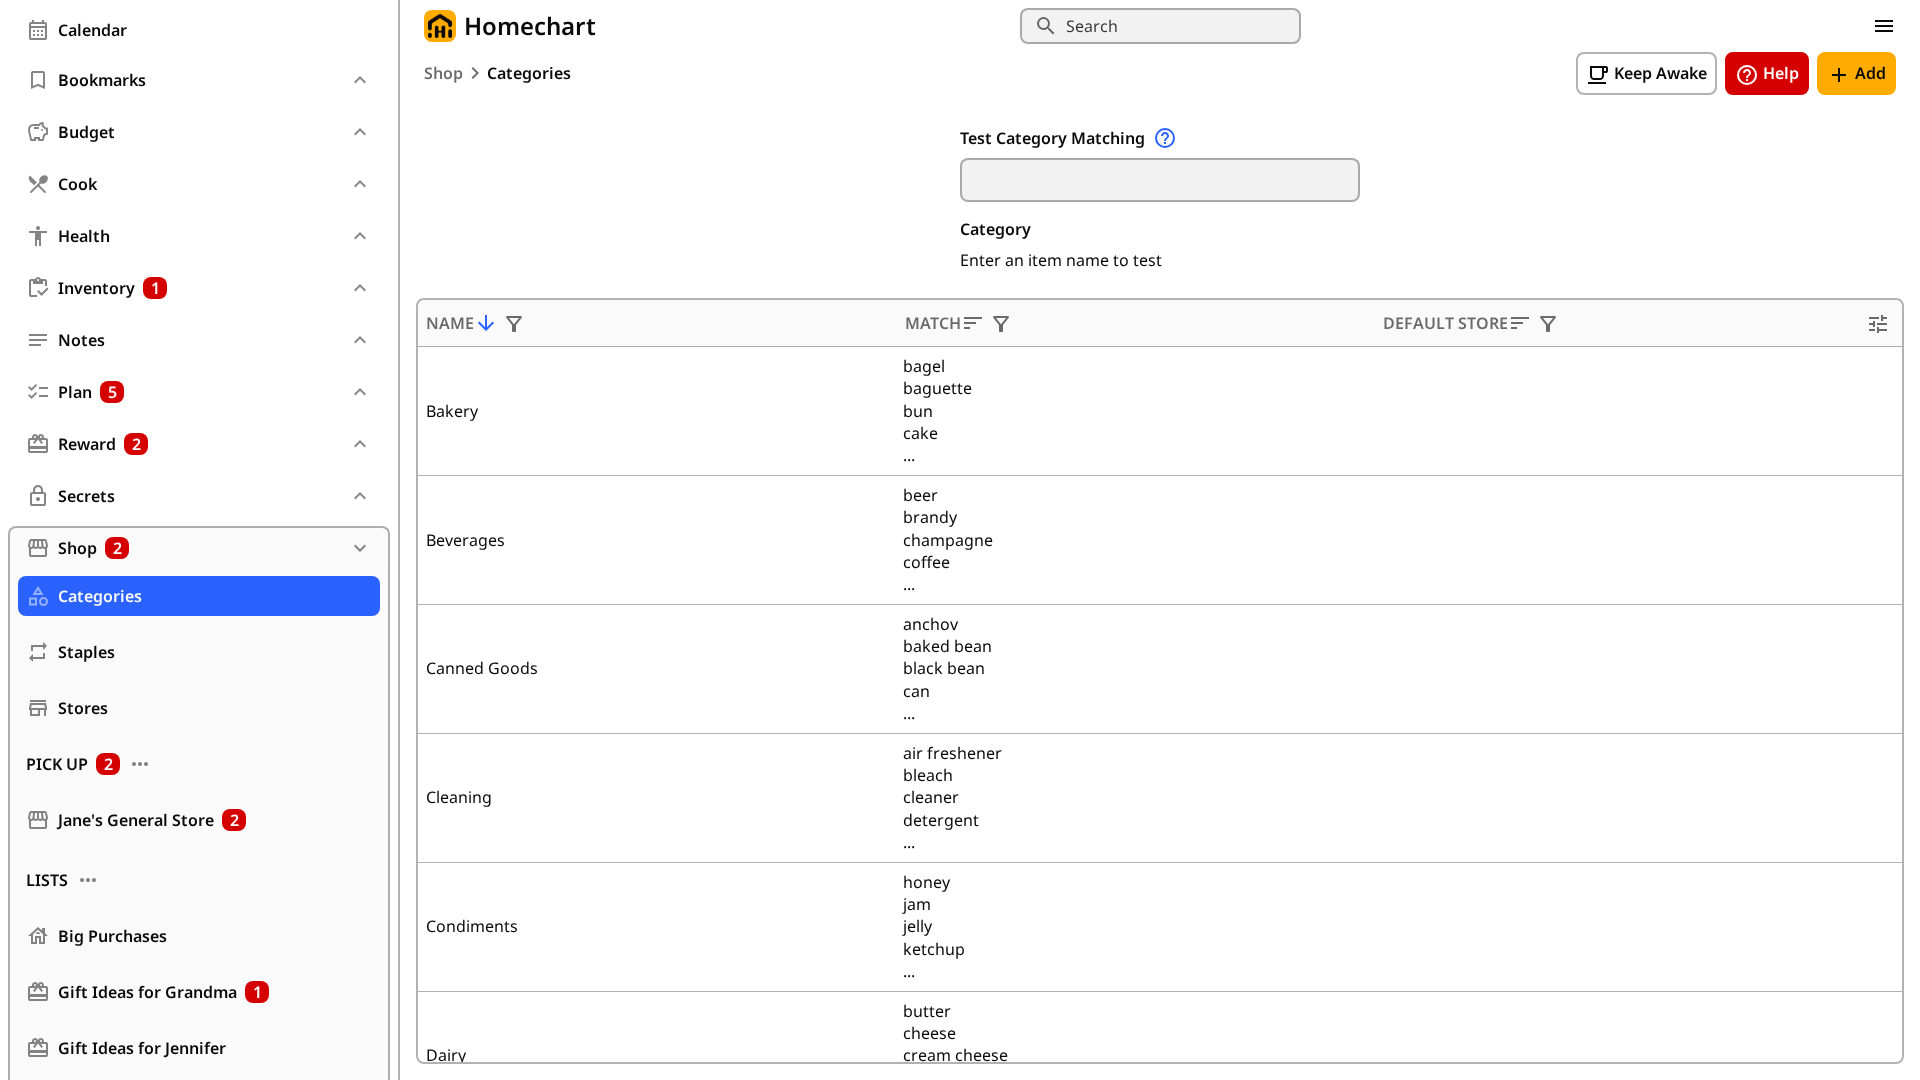 Calendar
Bookmarks
Budget
Cook
Health
Inventory 1
Notes
Plan 5
Reward 2
Secrets
Shop 2
Categories
Staples
Stores
PICK UP 2
Jane's General Store 2
LISTS
Big Purchases
Gift Ideas for Grandma 1
Gift Ideas for Jennifer
Homechart
Search
Shop > Categories
Keep Awake
Help
Add
Test Category Matching
Category
Enter an item name to test
NAME MATCH DEFAULT STORE
Bakery
bagel
baguette
bun
cake
...
Beverages
beer
brandy
champagne
coffee
...
Canned Goods
anchov
baked bean
black bean
can
...
Cleaning
air freshener
bleach
cleaner
detergent
...
Condiments
honey
jam
jelly
ketchup
...
Dairy
butter
cheese
cream cheese